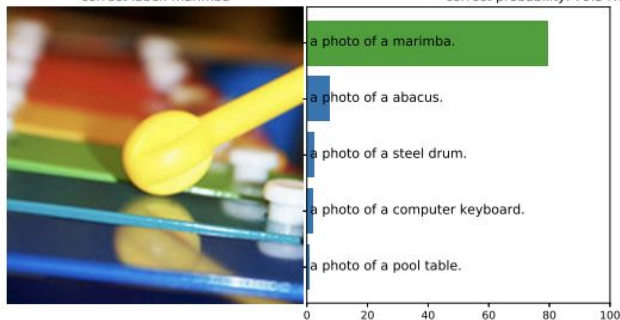 a photo of a marimba.
a photo of a abacus.
a photo of a steel drum.
a photo of a computer keyboard.
a photo of a pool table.
0 20 40 60 80 100